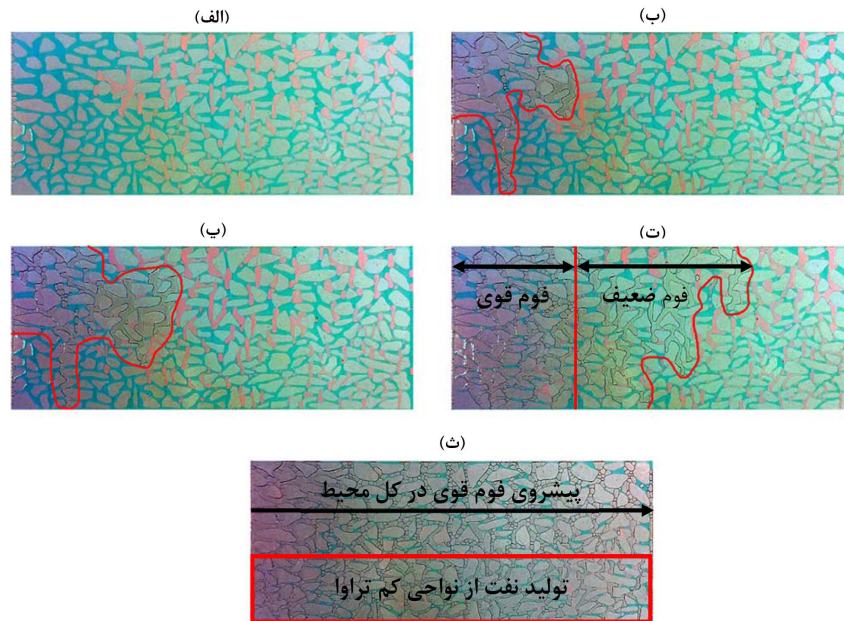 (الف)
(ب)
(پ)
(ت)
فوم قوی
فوم ضعیف
(ث)
پیشروی فوم قوی در کل محیط
تولید نفت از نواحی کم تراوا